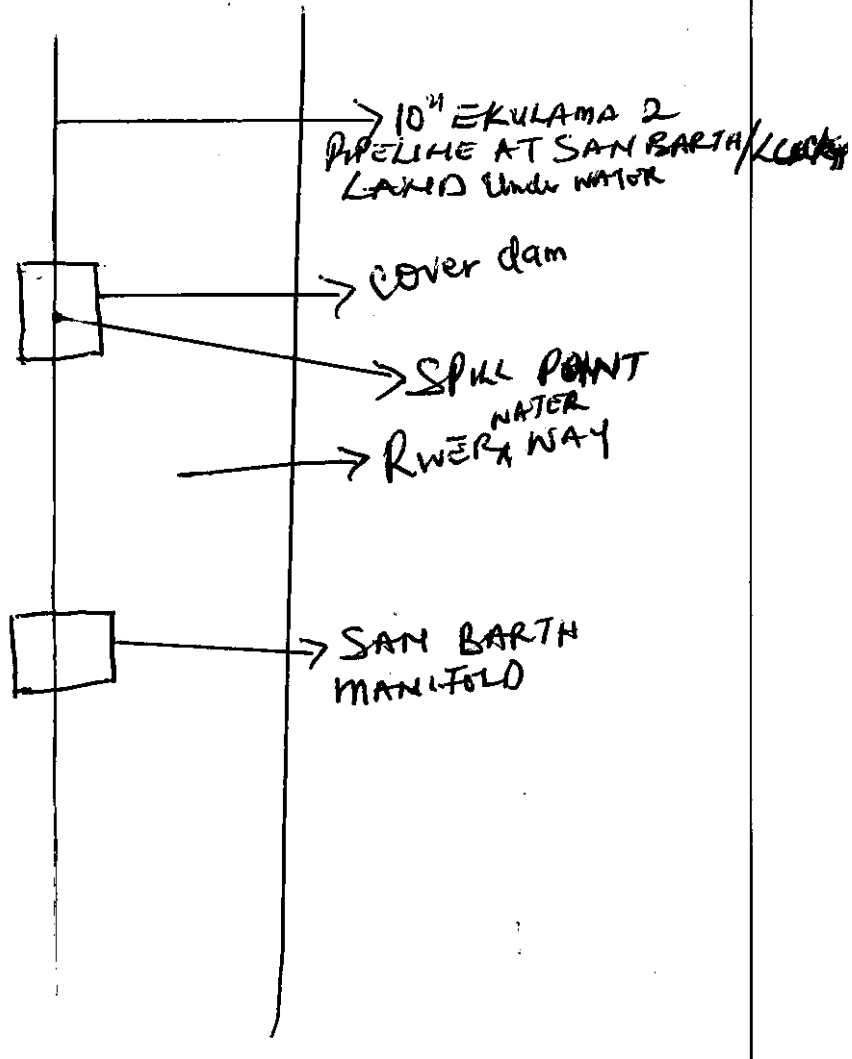 10" EKULAMA 2
PIPELINE AT SAN BARTH/
LAND Under WATER
cover dam
SPILL POINT
WATER
RIVER WAY
SAN BARTH
MANIFOLD